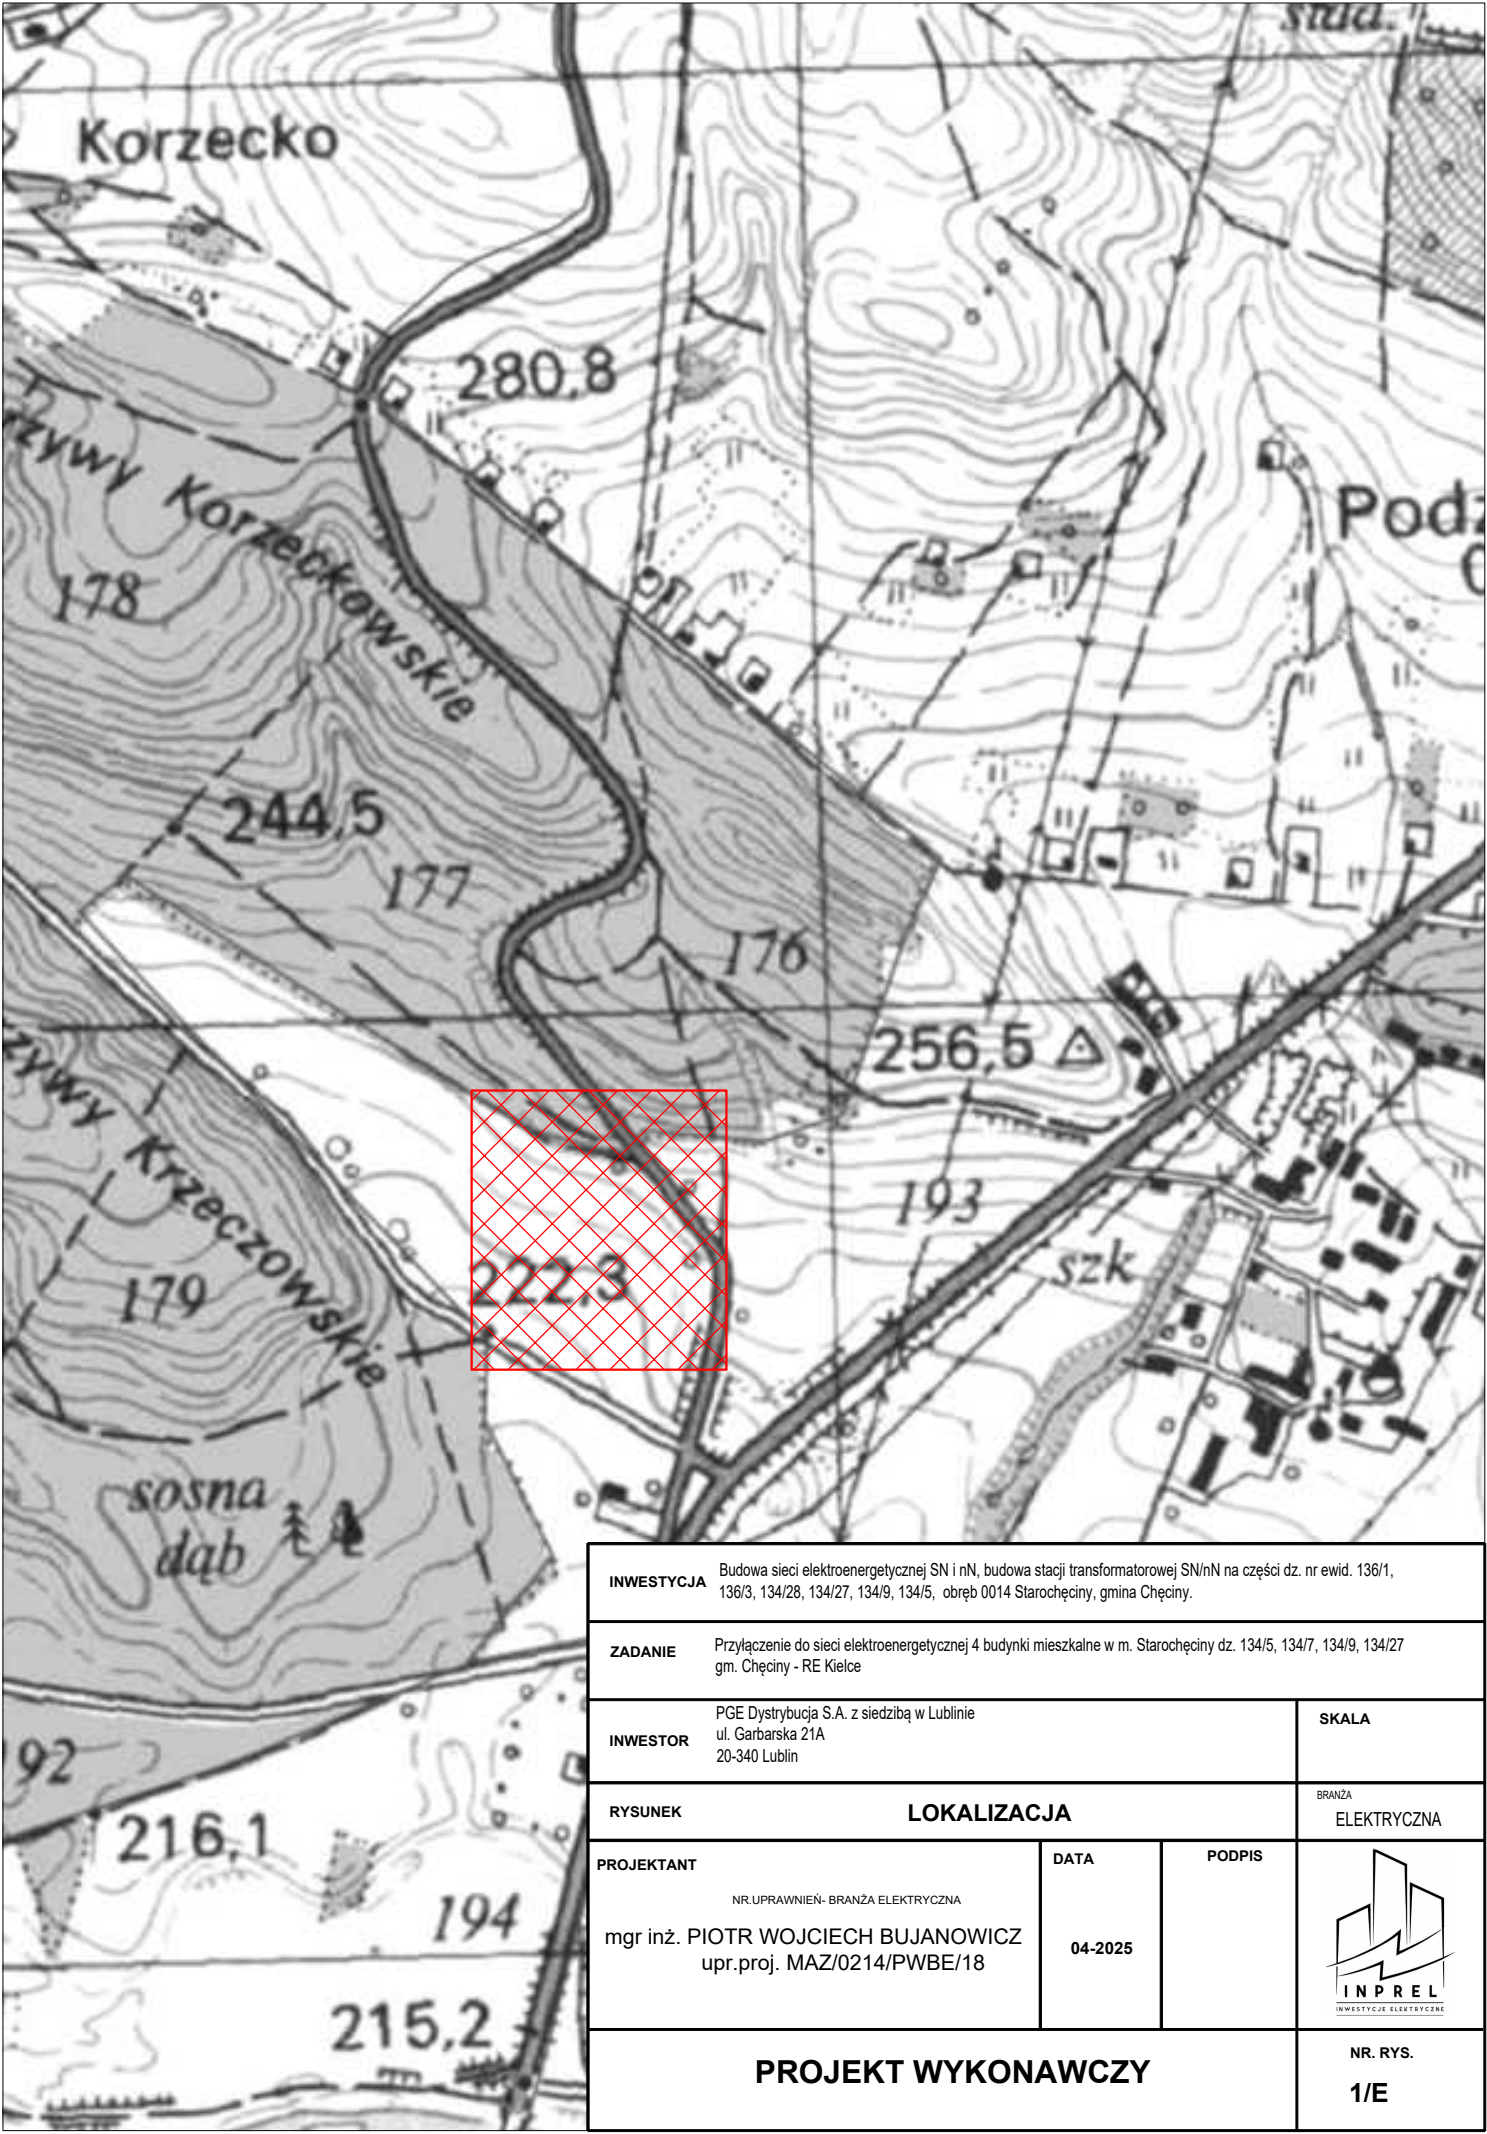 stad.
Korzecko
280,8
rzywy Korzeckowskie
Podz
178
244,5
177
176
256,5
zywy Krzeczowskie
193
szk
222,3
179
sosna
dąb
192
216,1
194
215,2
INWESTYCJA
Budowa sieci elektroenergetycznej SN i nN, budowa stacji transformatorowej SN/nN na części dz. nr ewid. 136/1,
136/3, 134/28, 134/27, 134/9, 134/5, obręb 0014 Starochęciny, gmina Chęciny.
ZADANIE
Przyłączenie do sieci elektroenergetycznej 4 budynki mieszkalne w m. Starochęciny dz. 134/5, 134/7, 134/9, 134/27
gm. Chęciny - RE Kielce
INWESTOR
PGE Dystrybucja S.A. z siedzibą w Lublinie
ul. Garbarska 21A
20-340 Lublin
SKALA
RYSUNEK
LOKALIZACJA
BRANŻA
ELEKTRYCZNA
PROJEKTANT
NR.UPRAWNIEŃ- BRANŻA ELEKTRYCZNA
mgr inż. PIOTR WOJCIECH BUJANOWICZ
upr.proj. MAZ/0214/PWBE/18
DATA
04-2025
PODPIS
INPREL
INWESTYCJE ELEKTRYCZNE
PROJEKT WYKONAWCZY
NR. RYS.
1/E